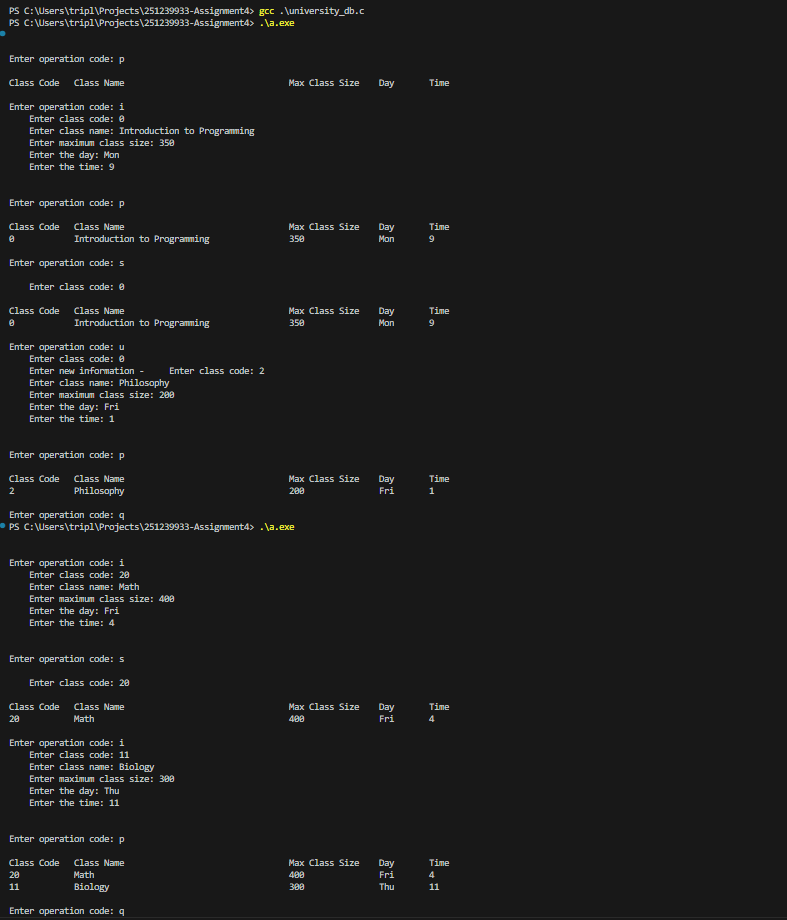 PS C:\Users\tripl\Projects\251239933-Assignment4> gcc .\university_db.c
PS C:\Users\tripl\Projects\251239933-Assignment4> .\a.exe
Enter operation code: p
Class Code Class Name Max Class Size Day Time
Enter operation code: i
Enter class code: 0
Enter class name: Introduction to Programming
Enter maximum class size: 350
Enter the day: Mon
Enter the time: 9
Enter operation code: p
Class Code Class Name Max Class Size Day Time
0 Introduction to Programming 350 Mon 9
Enter operation code: s
Enter class code: 0
Class Code Class Name Max Class Size Day Time
0 Introduction to Programming 350 Mon 9
Enter operation code: u
Enter class code: 0
Enter new information - Enter class code: 2
Enter class name: Philosophy
Enter maximum class size: 200
Enter the day: Fri
Enter the time: 1
Enter operation code: p
Class Code Class Name Max Class Size Day Time
2 Philosophy 200 Fri 1
Enter operation code: q
PS C:\Users\tripl\Projects\251239933-Assignment4> .\a.exe
Enter operation code: i
Enter class code: 20
Enter class name: Math
Enter maximum class size: 400
Enter the day: Fri
Enter the time: 4
Enter operation code: s
Enter class code: 20
Class Code Class Name Max Class Size Day Time
20 Math 400 Fri 4
Enter operation code: i
Enter class code: 11
Enter class name: Biology
Enter maximum class size: 300
Enter the day: Thu
Enter the time: 11
Enter operation code: p
Class Code Class Name Max Class Size Day Time
20 Math 400 Fri 4
11 Biology 300 Thu 11
Enter operation code: q